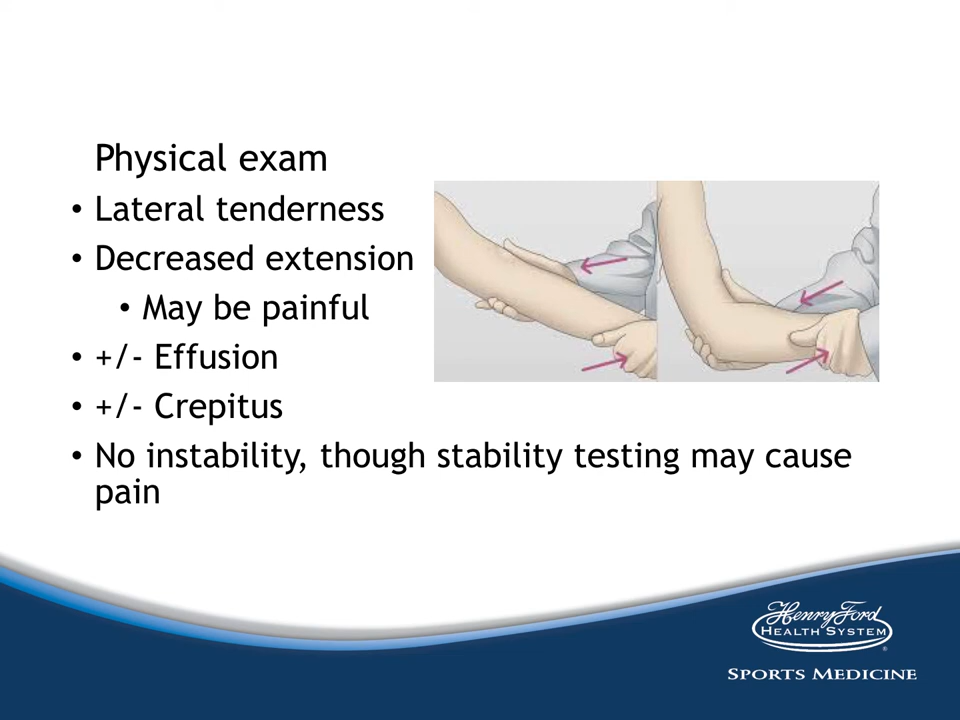 Physical exam
• Lateral tenderness
• Decreased extension
• May be painful
• +/- Effusion
• +/- Crepitus
• No instability, though stability testing may cause
pain
Henry Ford
HEALTH SYSTEM
®
SPORTS MEDICINE